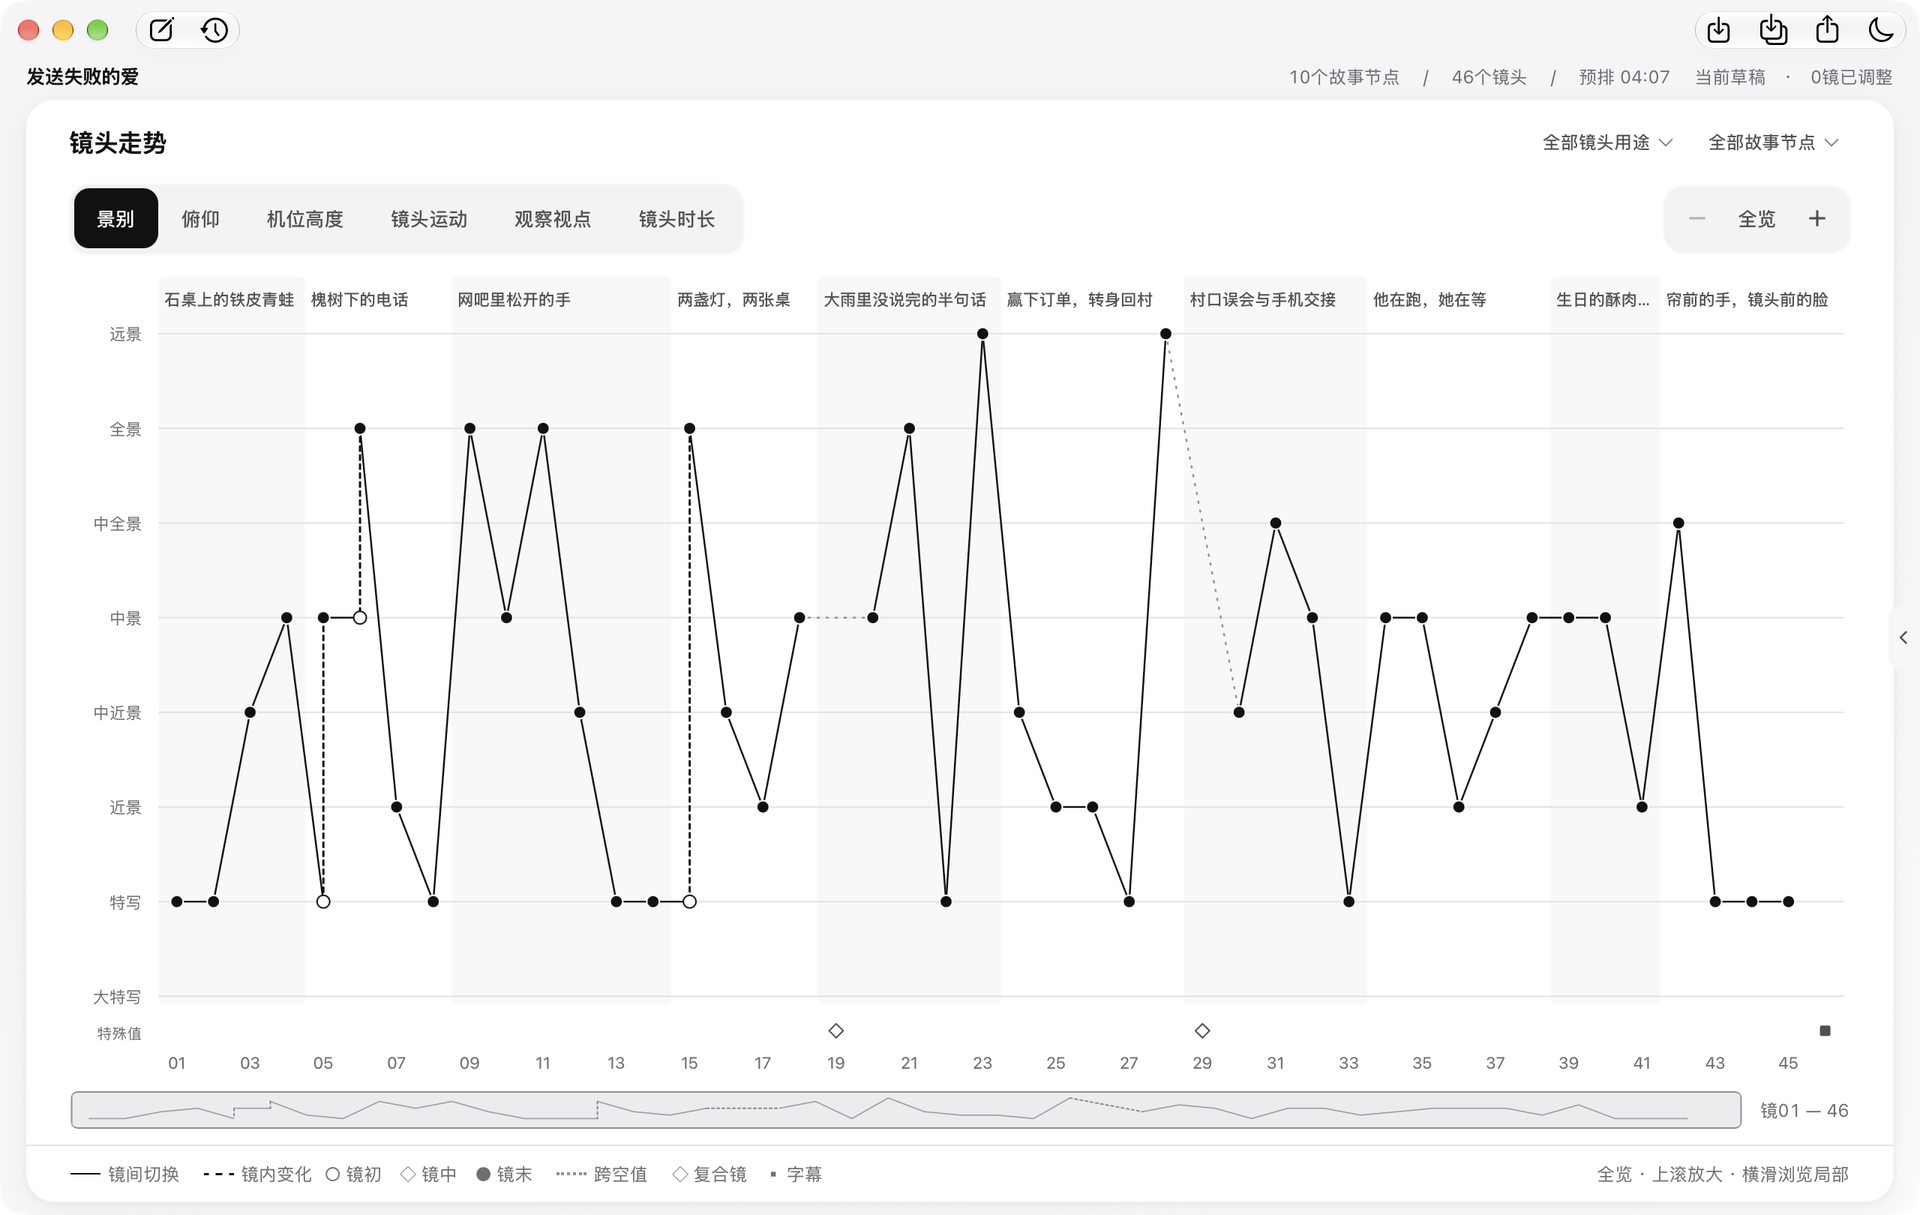 发送失败的爱
10个故事节点 / 46个镜头 / 预排 04:07 当前草稿 · 0镜已调整
镜头走势
全部镜头用途 全部故事节点
景别 俯仰 机位高度 镜头运动 观察视点 镜头时长
全览
石桌上的铁皮青蛙 槐树下的电话 网吧里松开的手 两盏灯，两张桌 大雨里没说完的半句话 赢下订单，转身回村 村口误会与手机交接 他在跑，她在等 生日的酥肉... 帘前的手，镜头前的脸
远景
全景
中全景
中景
中近景
近景
特写
大特写
特殊值
01 03 05 07 09 11 13 15 17 19 21 23 25 27 29 31 33 35 37 39 41 43 45
镜01 — 46
镜间切换 镜内变化 镜初 镜中 镜末 跨空值 复合镜 字幕
全览 · 上滚放大 · 横滑浏览局部